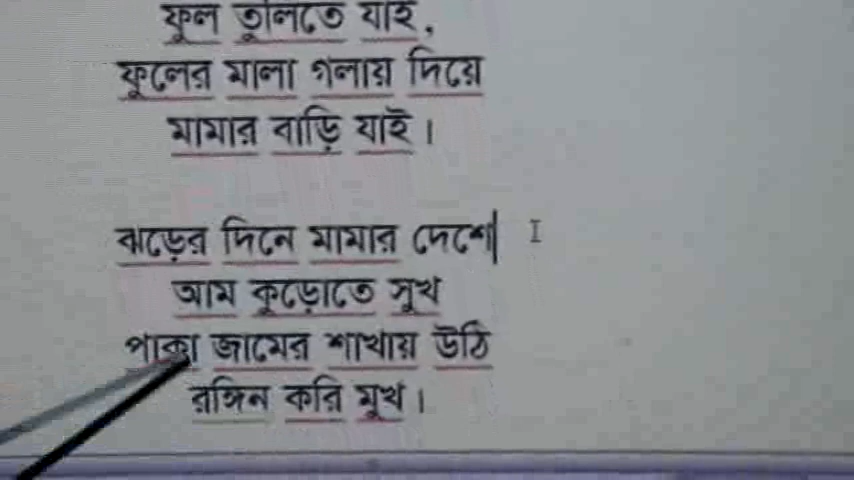 ফুল তুলিতে যাই,
ফুলের মালা গলায় দিয়ে
মামার বাড়ি যাই।
ঝড়ের দিনে মামার দেশে
আম কুড়োতে সুখ
পাকা জামের শাখায় উঠি
রঙ্গিন করি মুখ।